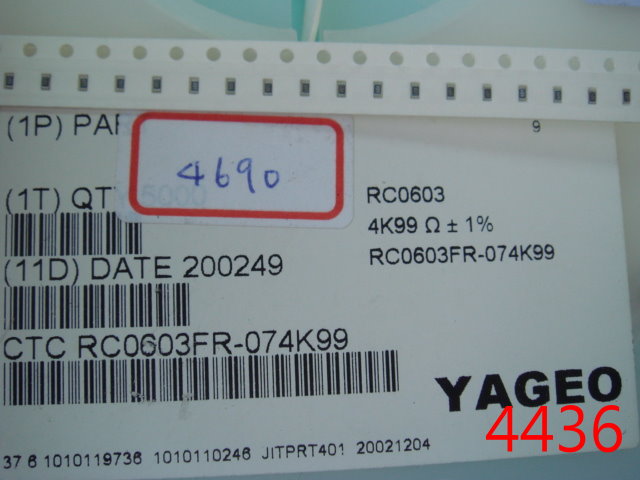 (1P) PAR
9
4690
(1T) QTY 5000
RC0603
4K99 Ω ± 1%
RC0603FR-074K99
(11D) DATE 200249
CTC RC0603FR-074K99
YAGEO
4436
37 6 1010119736 1010110246 JITPRT401 20021204